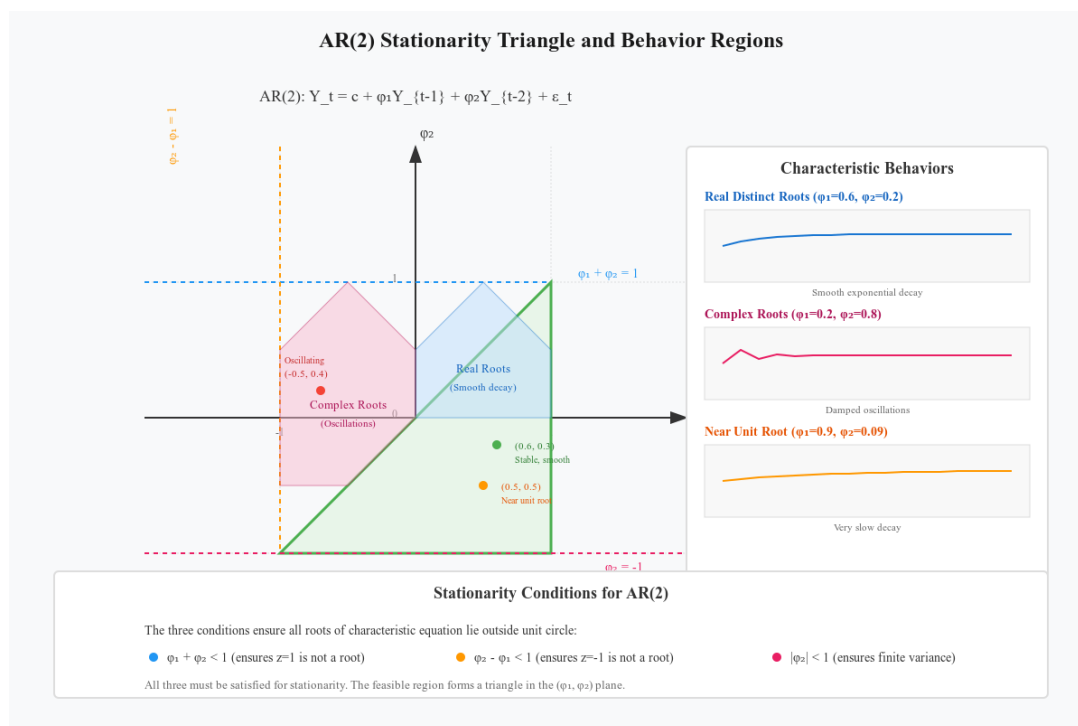 AR(2) Stationarity Triangle and Behavior Regions
AR(2): Y_t = c + φ₁Y_{t-1} + φ₂Y_{t-2} + ε_t
φ₂ - φ₁ = 1
φ₂
1
φ₁ + φ₂ = 1
Oscillating
(-0.5, 0.4)
Complex Roots
(Oscillations)
Real Roots
(Smooth decay)
0
-1
(0.6, 0.3)
Stable, smooth
(0.5, 0.5)
Near unit root
φ₂ = -1
Characteristic Behaviors
Real Distinct Roots (φ₁=0.6, φ₂=0.2)
Smooth exponential decay
Complex Roots (φ₁=0.2, φ₂=0.8)
Damped oscillations
Near Unit Root (φ₁=0.9, φ₂=0.09)
Very slow decay
Stationarity Conditions for AR(2)
The three conditions ensure all roots of characteristic equation lie outside unit circle:
φ₁ + φ₂ < 1 (ensures z=1 is not a root)
φ₂ - φ₁ < 1 (ensures z=-1 is not a root)
|φ₂| < 1 (ensures finite variance)
All three must be satisfied for stationarity. The feasible region forms a triangle in the (φ₁, φ₂) plane.